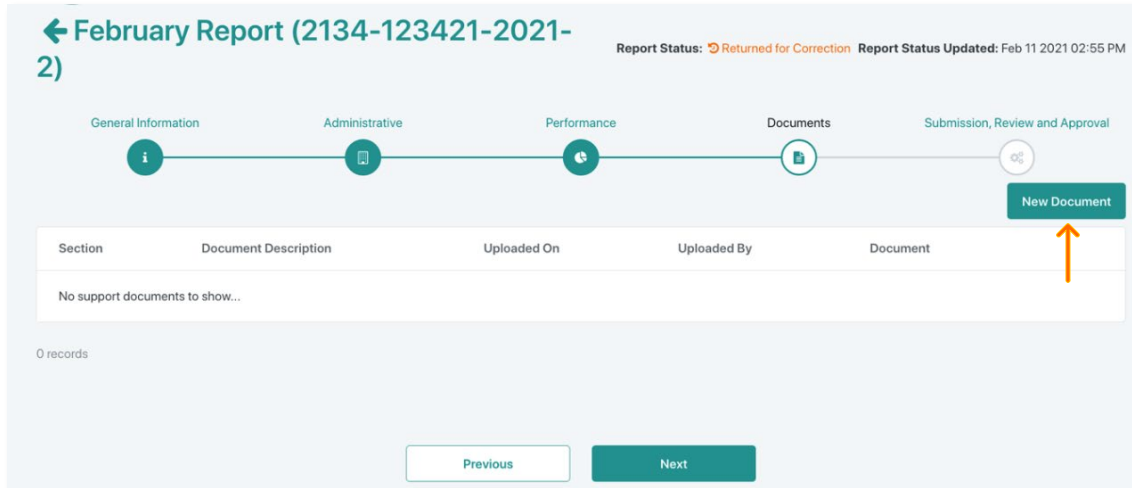 February Report (2134-123421-2021-
2)
Report Status: Returned for Correction Report Status Updated: Feb 11 2021 02:55 PM
General Information Administrative Performance Documents Submission, Review and Approval
New Document
Section Document Description Uploaded On Uploaded By Document
No support documents to show...
0 records
Previous Next